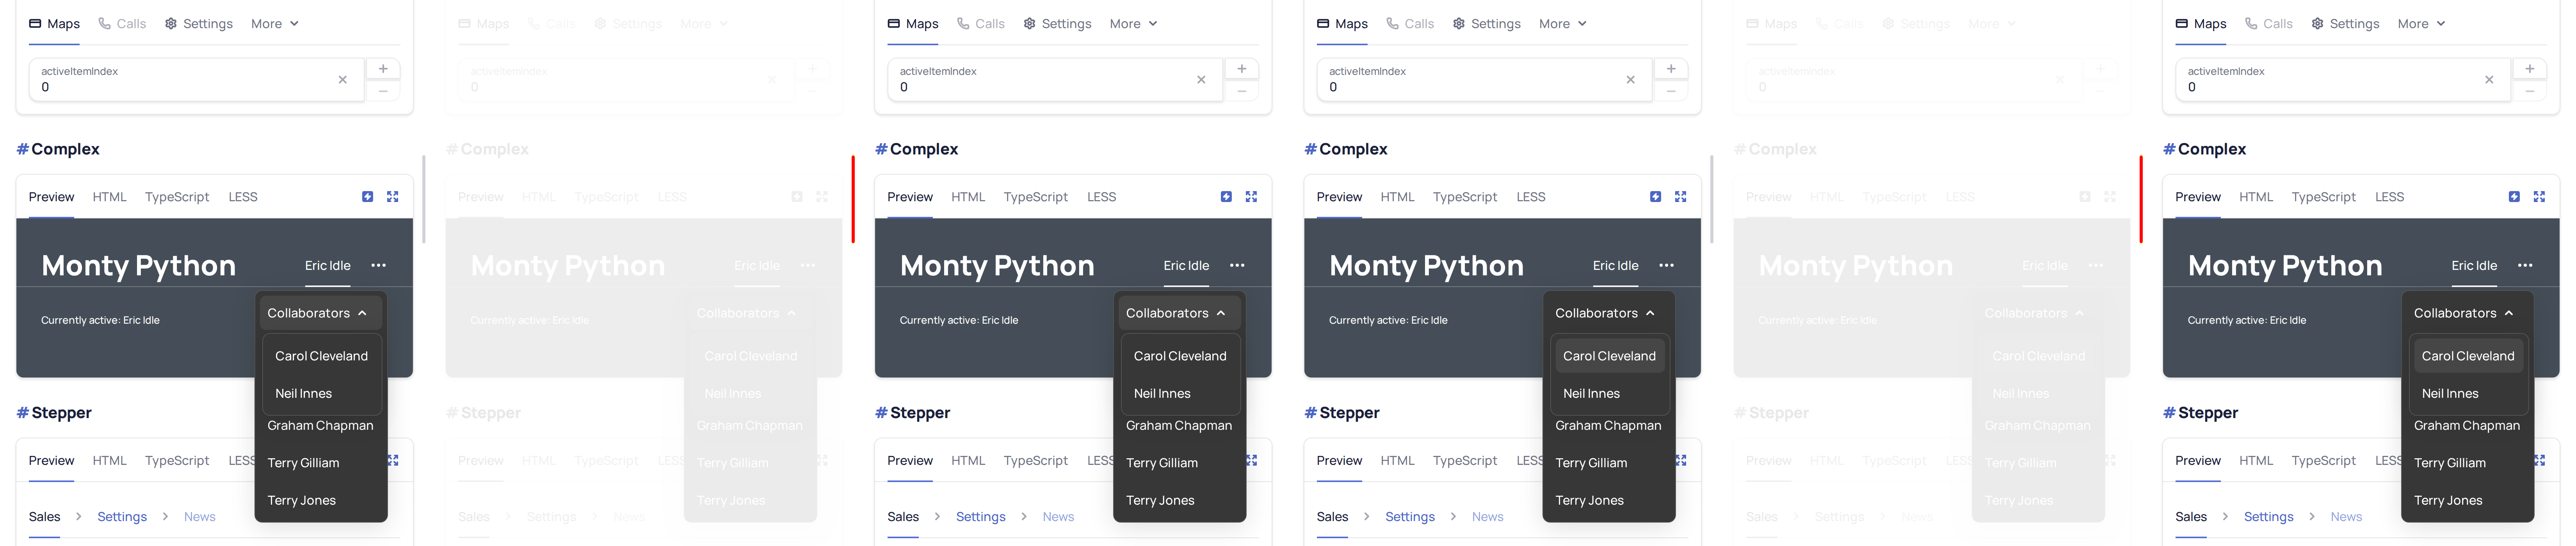 Maps Calls Settings More
activeItemIndex
0
# Complex
Preview HTML TypeScript LESS
Monty Python Eric Idle
Currently active: Eric Idle
Collaborators
Carol Cleveland
Neil Innes
Graham Chapman
Terry Gilliam
Terry Jones
# Stepper
Preview HTML TypeScript LESS
Sales Settings News
Maps Calls Settings More
activeItemIndex
0
# Complex
Preview HTML TypeScript LESS
Monty Python Eric Idle
Currently active: Eric Idle
Collaborators
Carol Cleveland
Neil Innes
Graham Chapman
Terry Gilliam
Terry Jones
# Stepper
Preview HTML TypeScript LESS
Sales Settings News
Maps Calls Settings More
activeItemIndex
0
# Complex
Preview HTML TypeScript LESS
Monty Python Eric Idle
Currently active: Eric Idle
Collaborators
Carol Cleveland
Neil Innes
Graham Chapman
Terry Gilliam
Terry Jones
# Stepper
Preview HTML TypeScript LESS
Sales Settings News
Maps Calls Settings More
activeItemIndex
0
# Complex
Preview HTML TypeScript LESS
Monty Python Eric Idle
Currently active: Eric Idle
Collaborators
Carol Cleveland
Neil Innes
Graham Chapman
Terry Gilliam
Terry Jones
# Stepper
Preview HTML TypeScript LESS
Sales Settings News
Maps Calls Settings More
activeItemIndex
0
# Complex
Preview HTML TypeScript LESS
Monty Python Eric Idle
Currently active: Eric Idle
Collaborators
Carol Cleveland
Neil Innes
Graham Chapman
Terry Gilliam
Terry Jones
# Stepper
Preview HTML TypeScript LESS
Sales Settings News
Maps Calls Settings More
activeItemIndex
0
# Complex
Preview HTML TypeScript LESS
Monty Python Eric Idle
Currently active: Eric Idle
Collaborators
Carol Cleveland
Neil Innes
Graham Chapman
Terry Gilliam
Terry Jones
# Stepper
Preview HTML TypeScript LESS
Sales Settings News